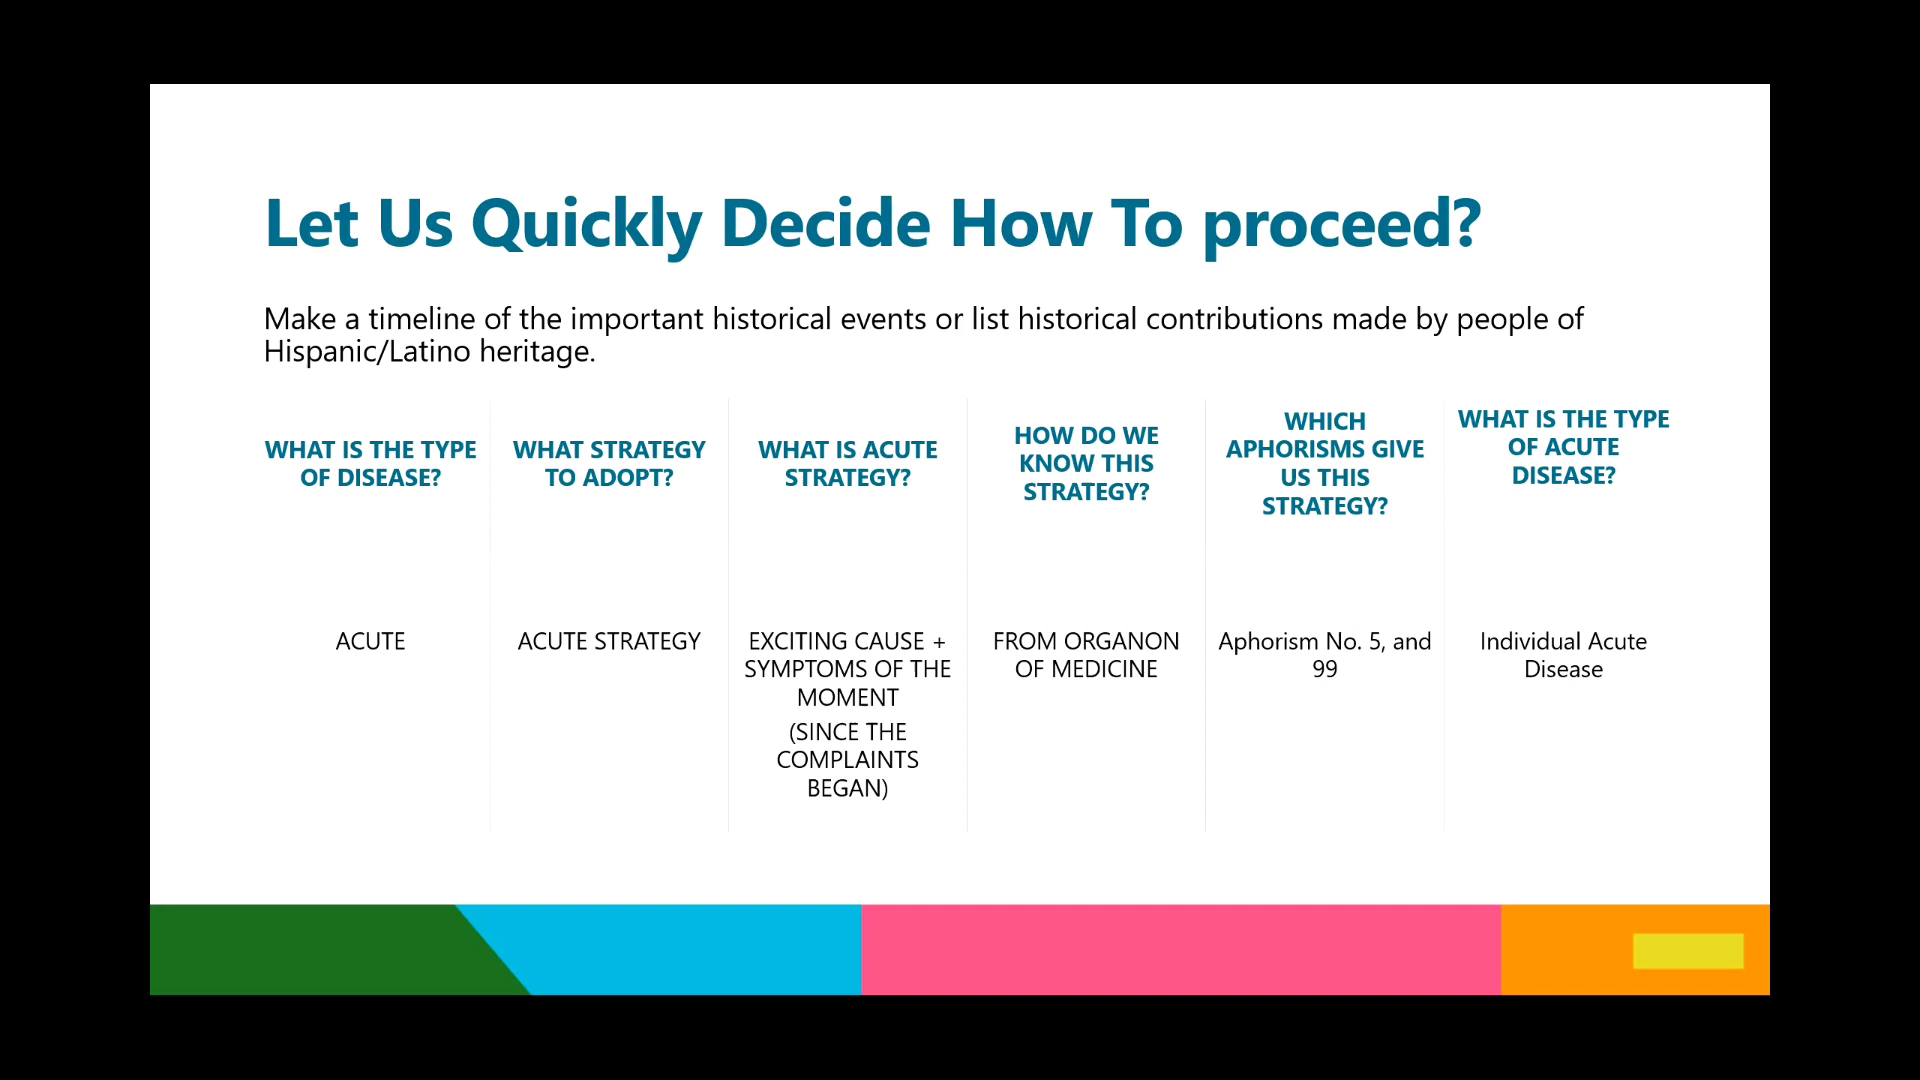 Let Us Quickly Decide How To proceed?
Make a timeline of the important historical events or list historical contributions made by people of
Hispanic/Latino heritage.
WHAT IS THE TYPE
OF DISEASE?
WHAT STRATEGY
TO ADOPT?
WHAT IS ACUTE
STRATEGY?
HOW DO WE
KNOW THIS
STRATEGY?
WHICH
APHORISMS GIVE
US THIS
STRATEGY?
WHAT IS THE TYPE
OF ACUTE
DISEASE?
ACUTE
ACUTE STRATEGY
EXCITING CAUSE +
SYMPTOMS OF THE
MOMENT
(SINCE THE
COMPLAINTS
BEGAN)
FROM ORGANON
OF MEDICINE
Aphorism No. 5, and
99
Individual Acute
Disease